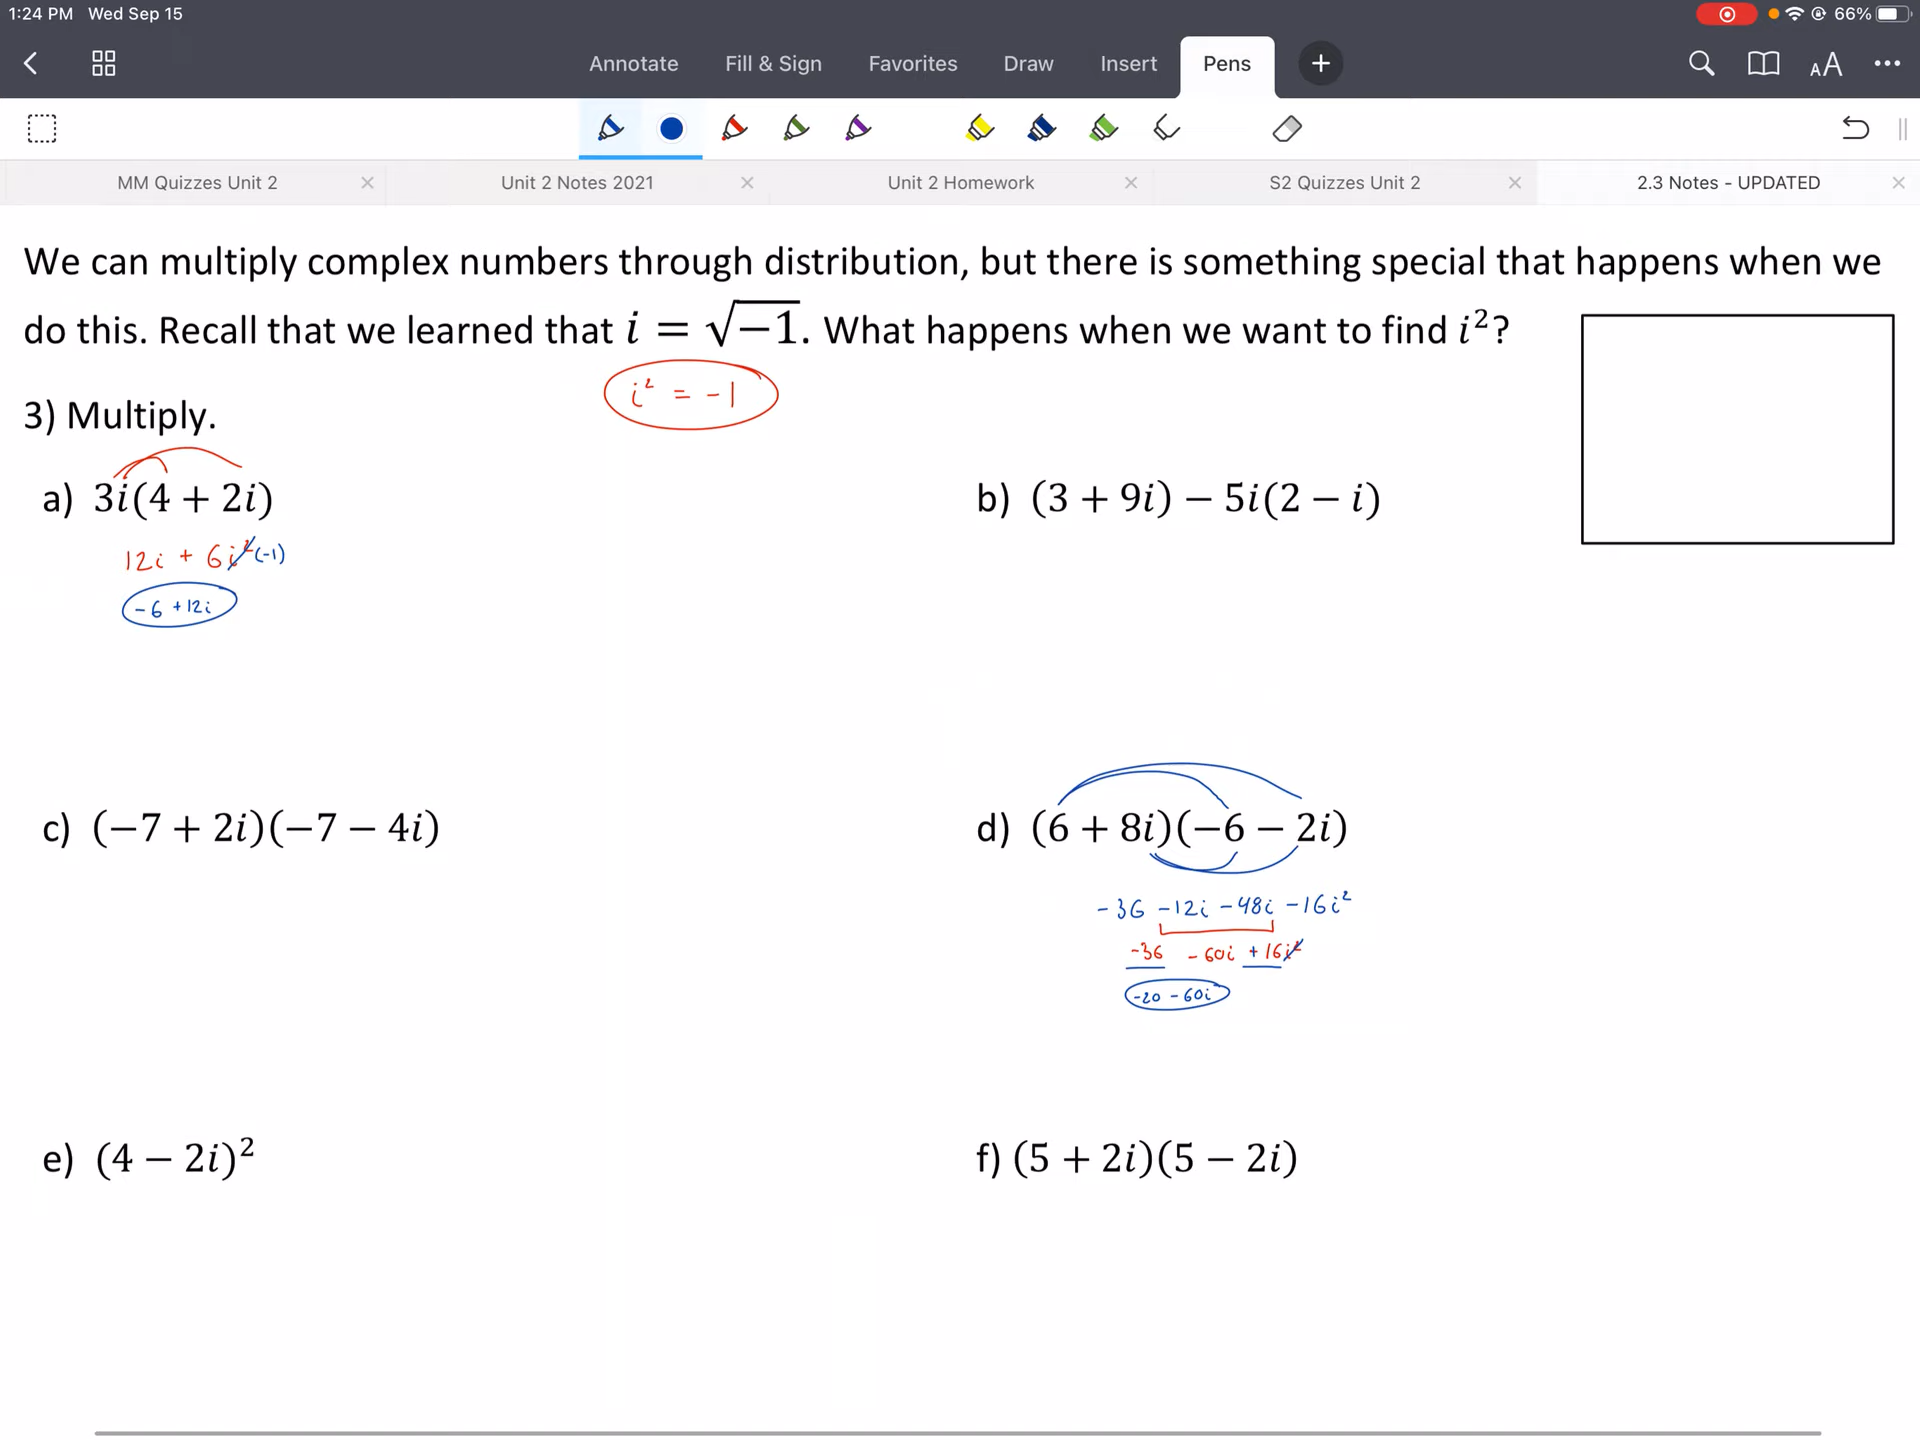 1:24 PM Wed Sep 15
66%
Annotate Fill & Sign Favorites Draw Insert Pens
AA
MM Quizzes Unit 2 Unit 2 Notes 2021 Unit 2 Homework S2 Quizzes Unit 2 2.3 Notes - UPDATED
We can multiply complex numbers through distribution, but there is something special that happens when we
do this. Recall that we learned that i = √−1. What happens when we want to find i²?
i² = -1
3) Multiply.
a) 3i(4 + 2i)
12i + 6i²(-1)
-6 +12i
b) (3 + 9i) − 5i(2 − i)
c) (−7 + 2i)(−7 − 4i)
d) (6 + 8i)(−6 − 2i)
-36 -12i -48i -16i²
-36 - 60i +16i²
-20 - 60i
e) (4 − 2i)²
f) (5 + 2i)(5 − 2i)